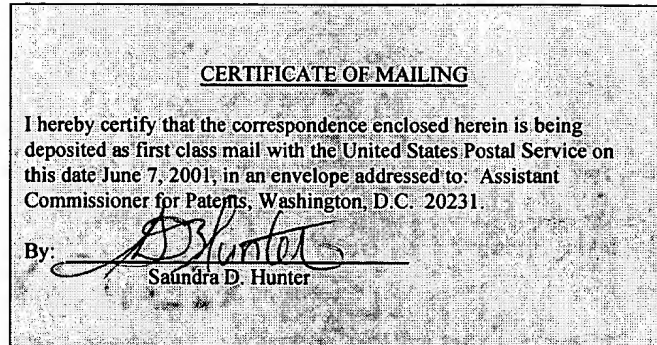 CERTIFICATE OF MAILING
I hereby certify that the correspondence enclosed herein is being
deposited as first class mail with the United States Postal Service on
this date June 7, 2001, in an envelope addressed to: Assistant
Commissioner for Patents, Washington, D.C. 20231.
By:
Saundra D. Hunter